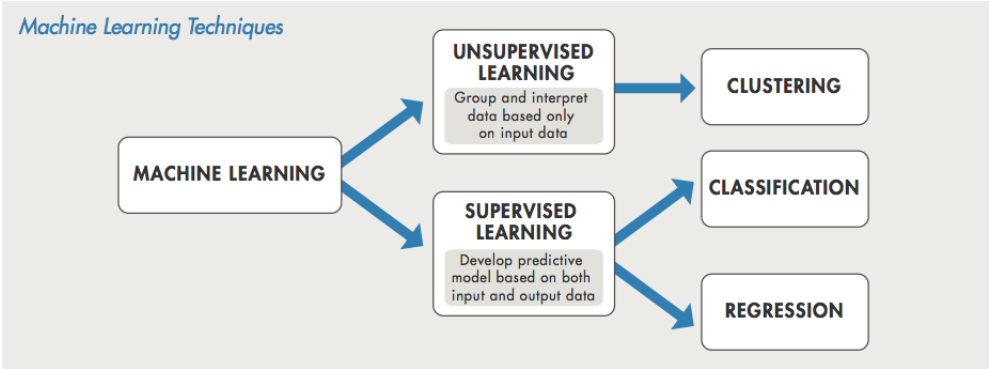 Machine Learning Techniques
MACHINE LEARNING
UNSUPERVISED
LEARNING
Group and interpret
data based only
on input data
CLUSTERING
SUPERVISED
LEARNING
Develop predictive
model based on both
input and output data
CLASSIFICATION
REGRESSION